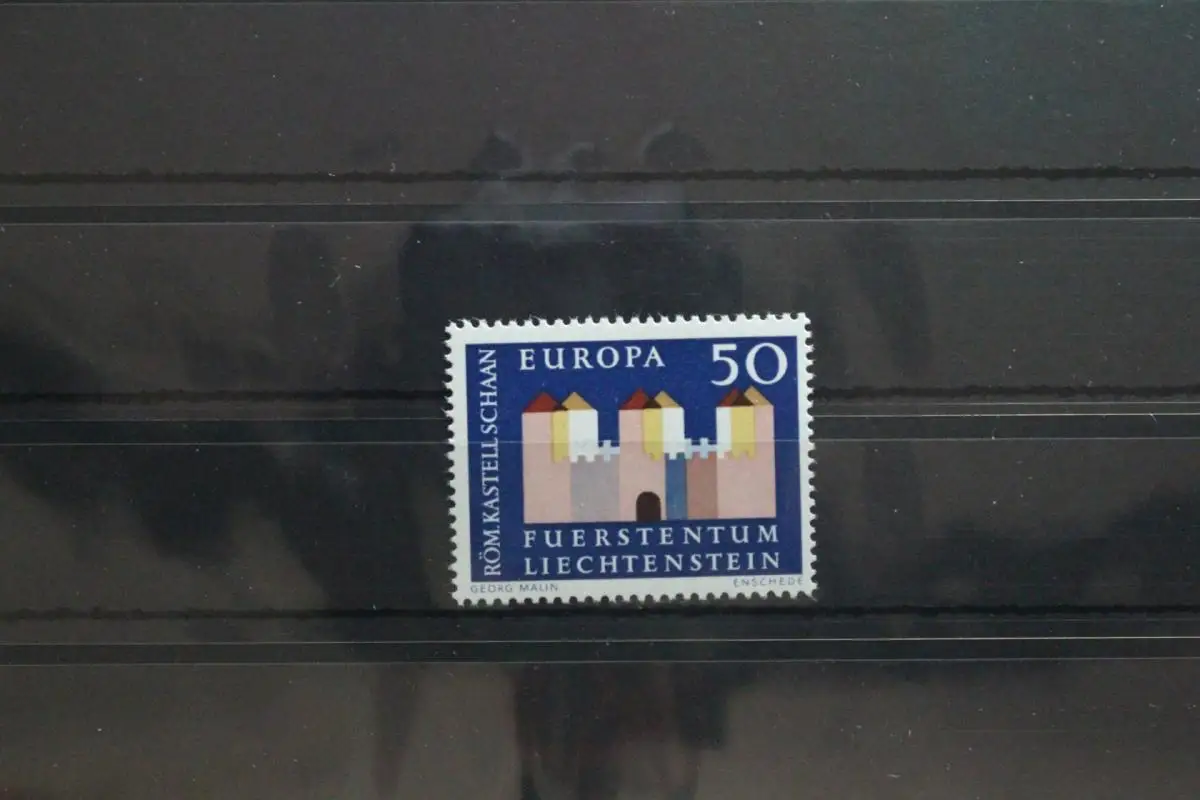 EUROPA 50
RÖM. KASTELL SCHAAN
FUERSTENTUM
LIECHTENSTEIN
GEORG MALIN
ENSCHEDE